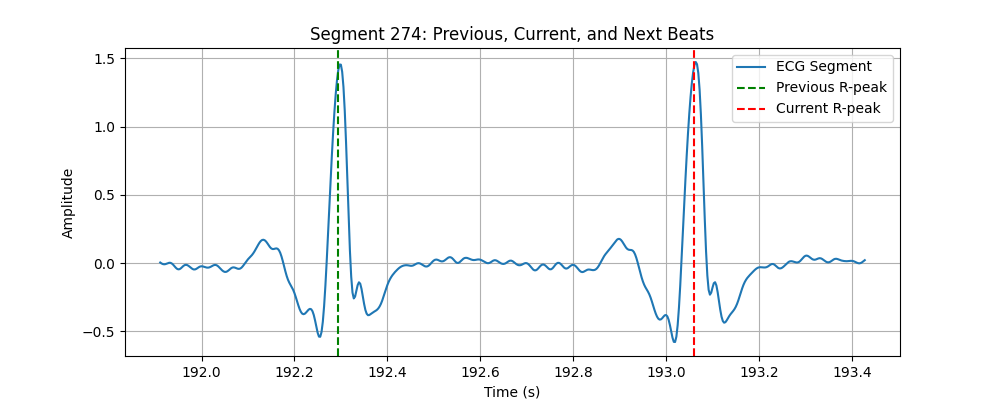 Segment 274: Previous, Current, and Next Beats
ECG Segment
Previous R-peak
Current R-peak
Amplitude
1.5
1.0
0.5
0.0
−0.5
192.0 192.2 192.4 192.6 192.8 193.0 193.2 193.4
Time (s)